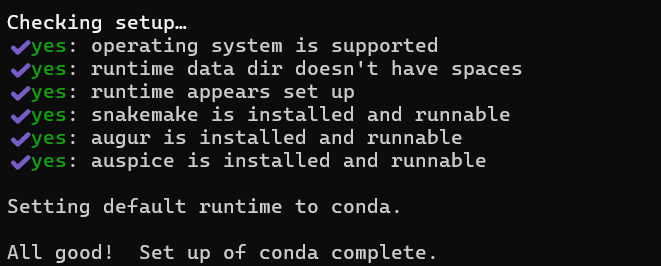 Checking setup…
✔yes: operating system is supported
✔yes: runtime data dir doesn't have spaces
✔yes: runtime appears set up
✔yes: snakemake is installed and runnable
✔yes: augur is installed and runnable
✔yes: auspice is installed and runnable
Setting default runtime to conda.
All good!  Set up of conda complete.